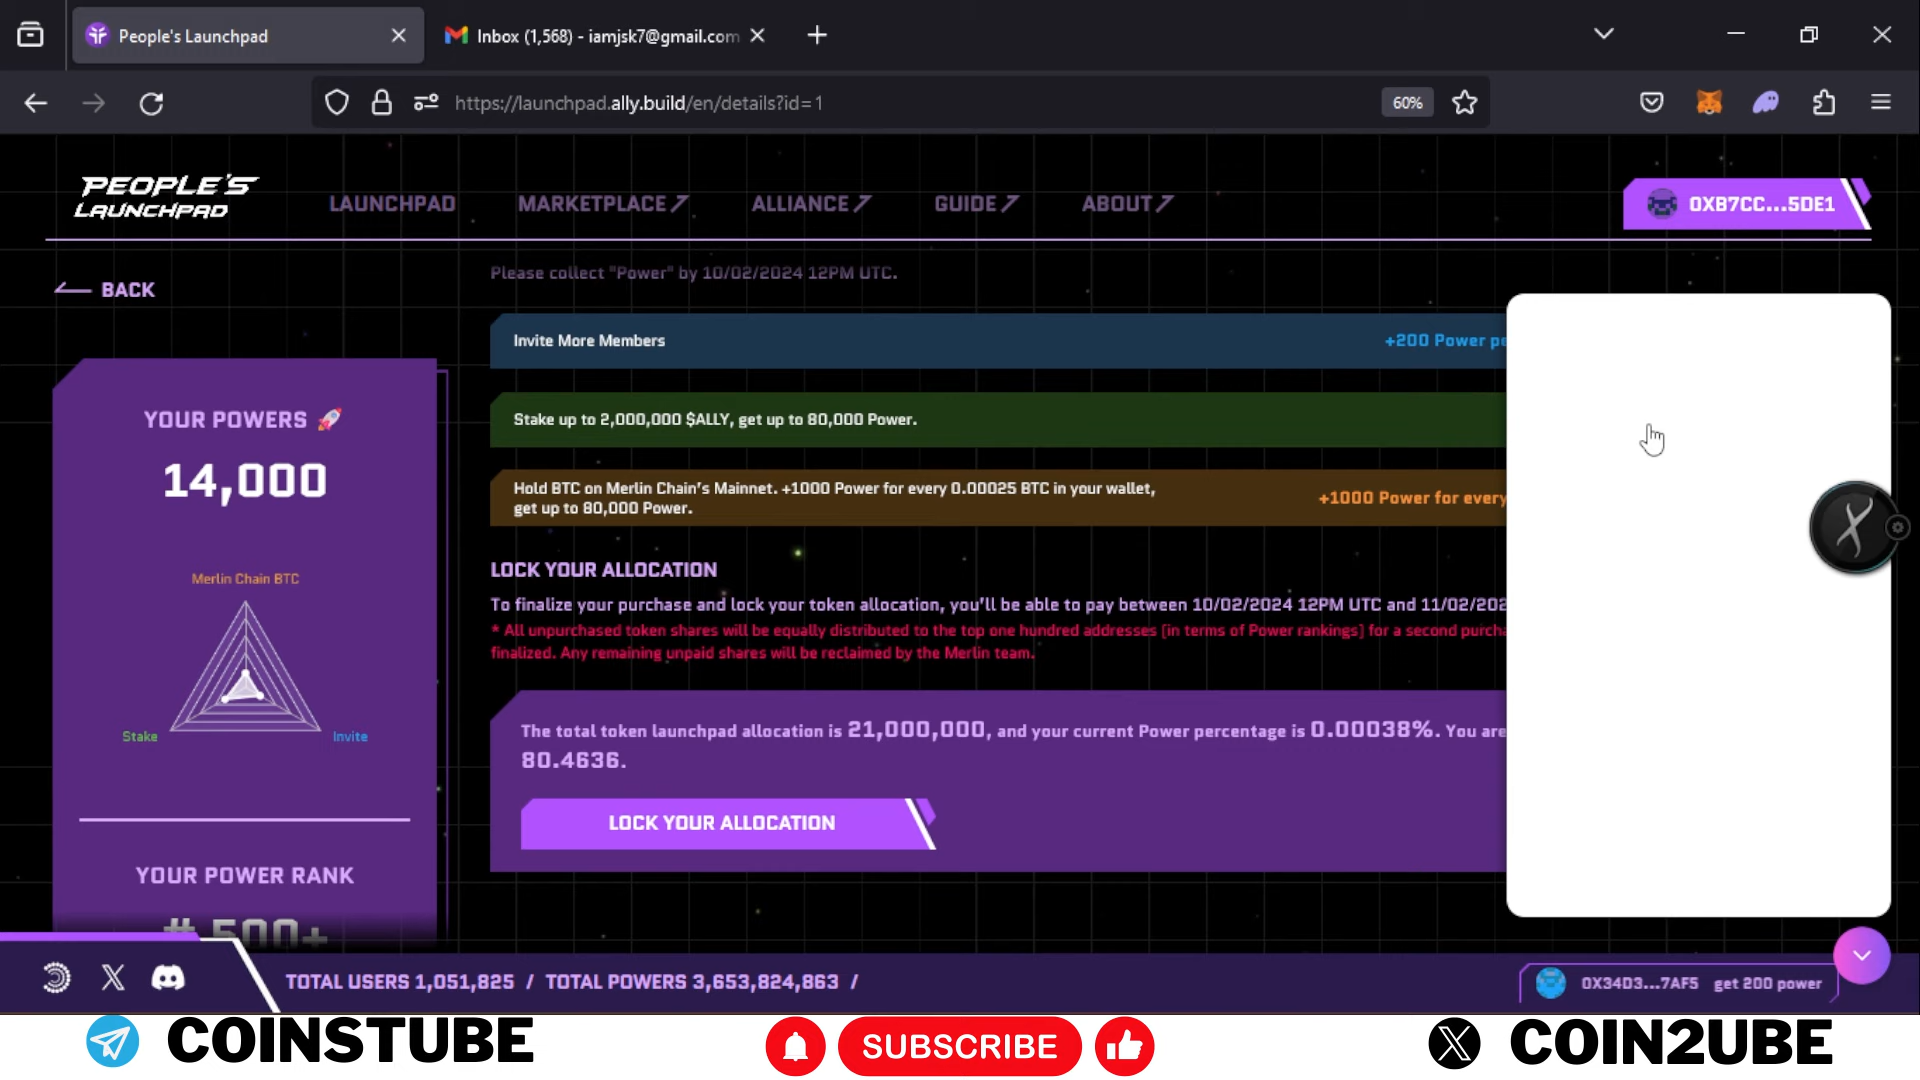 People's Launchpad
Inbox (1,568) - iamjsk7@gmail.com
https://launchpad.ally.build/en/details?id=1
60%
PEOPLE'S
LAUNCHPAD
LAUNCHPAD
MARKETPLACE
ALLIANCE
GUIDE
ABOUT
0XB7CC...5DE1
BACK
Please collect "Power" by 10/02/2024 12PM UTC.
Invite More Members
+200 Power pe
Stake up to 2,000,000 $ALLY, get up to 80,000 Power.
Hold BTC on Merlin Chain's Mainnet. +1000 Power for every 0.00025 BTC in your wallet,
get up to 80,000 Power.
+1000 Power for every
YOUR POWERS
14,000
Merlin Chain BTC
Stake
Invite
YOUR POWER RANK
# 500+
LOCK YOUR ALLOCATION
To finalize your purchase and lock your token allocation, you'll be able to pay between 10/02/2024 12PM UTC and 11/02/202
* All unpurchased token shares will be equally distributed to the top one hundred addresses [in terms of Power rankings] for a second purcha
finalized. Any remaining unpaid shares will be reclaimed by the Merlin team.
The total token launchpad allocation is 21,000,000, and your current Power percentage is 0.00038%. You are
80.4636.
LOCK YOUR ALLOCATION
TOTAL USERS 1,051,825 / TOTAL POWERS 3,653,824,863 /
0X34D3...7AF5 get 200 power
COINSTUBE
SUBSCRIBE
COIN2UBE